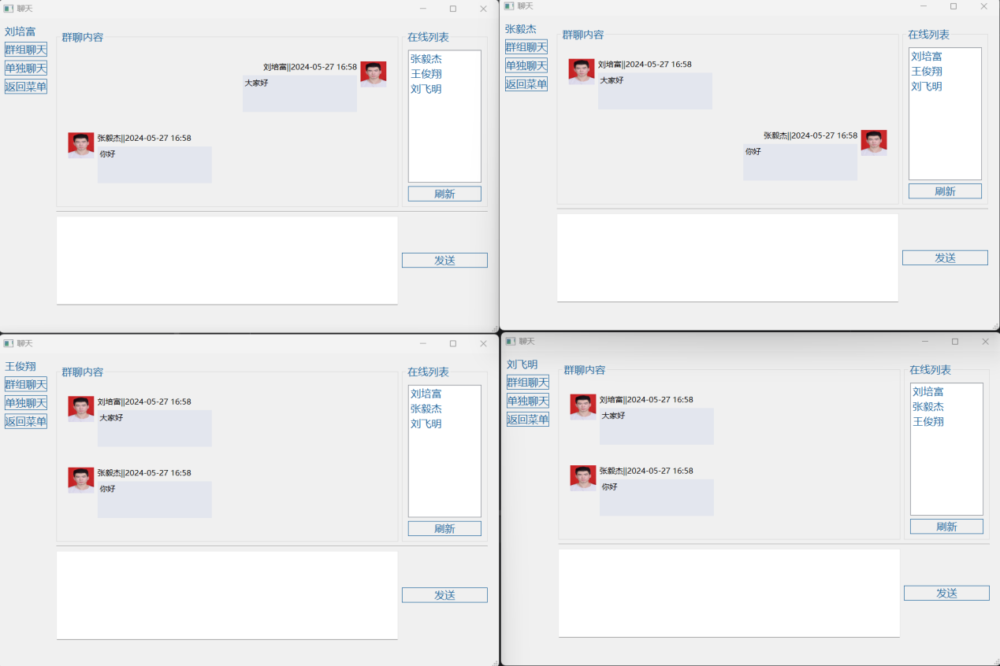 聊天
刘培富
群组聊天
单独聊天
返回菜单
群聊内容
刘培富||2024-05-27 16:58
大家好
张毅杰||2024-05-27 16:58
你好
在线列表
张毅杰
王俊翔
刘飞明
刷新
发送
聊天
张毅杰
群组聊天
单独聊天
返回菜单
群聊内容
刘培富||2024-05-27 16:58
大家好
张毅杰||2024-05-27 16:58
你好
在线列表
刘培富
王俊翔
刘飞明
刷新
发送
聊天
王俊翔
群组聊天
单独聊天
返回菜单
群聊内容
刘培富||2024-05-27 16:58
大家好
张毅杰||2024-05-27 16:58
你好
在线列表
刘培富
张毅杰
刘飞明
刷新
发送
聊天
刘飞明
群组聊天
单独聊天
返回菜单
群聊内容
刘培富||2024-05-27 16:58
大家好
张毅杰||2024-05-27 16:58
你好
在线列表
刘培富
张毅杰
王俊翔
刷新
发送